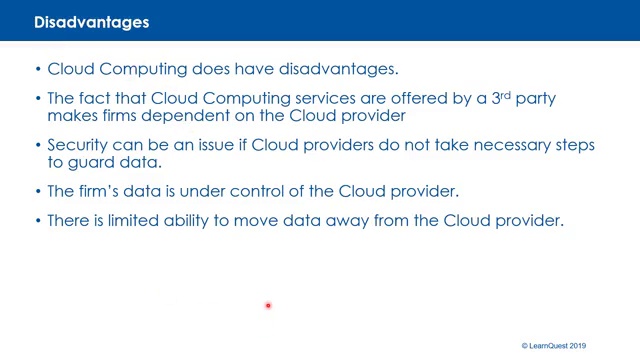 Disadvantages
• Cloud Computing does have disadvantages.
• The fact that Cloud Computing services are offered by a 3rd party
makes firms dependent on the Cloud provider
• Security can be an issue if Cloud providers do not take necessary steps
to guard data.
• The firm’s data is under control of the Cloud provider.
• There is limited ability to move data away from the Cloud provider.
© LearnQuest 2019